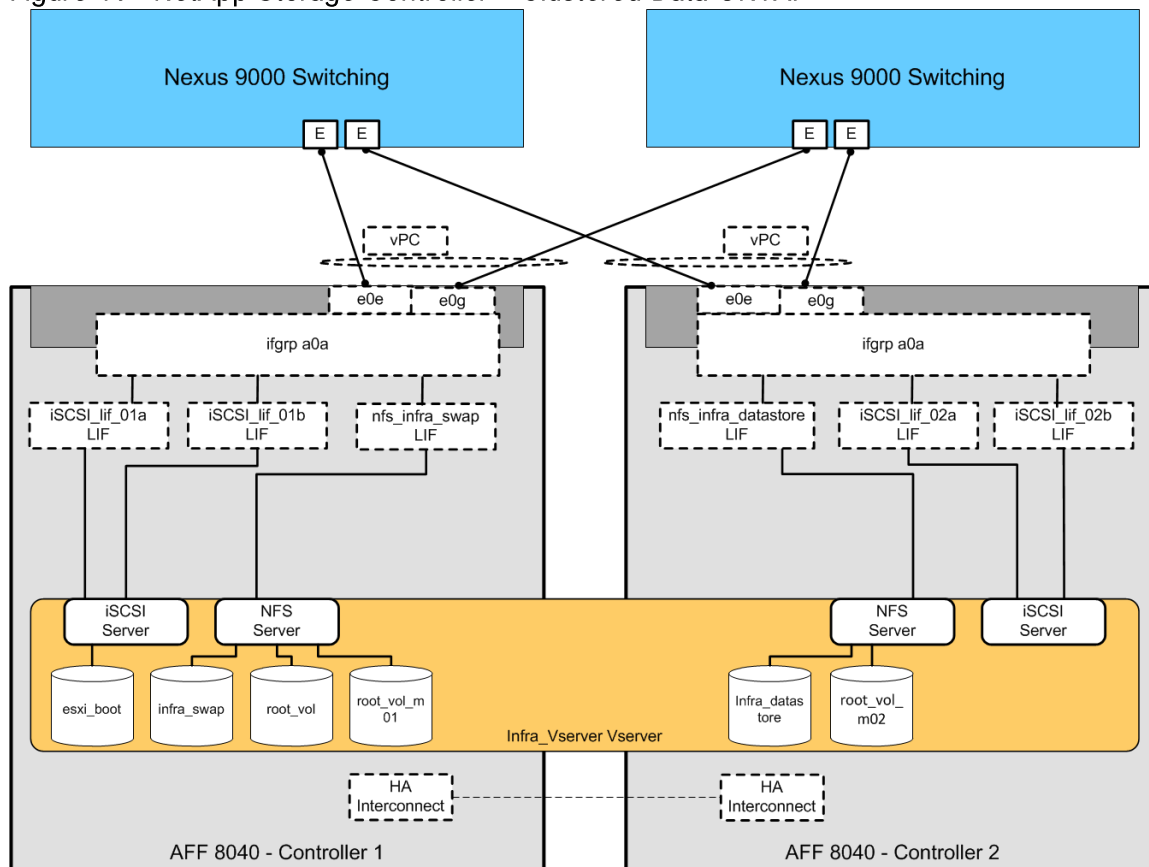 Nexus 9000 Switching
Nexus 9000 Switching
E
E
E
E
vPC
vPC
e0e
e0g
e0e
e0g
ifgrp a0a
ifgrp a0a
iSCSI_lif_01a
LIF
iSCSI_lif_01b
LIF
nfs_infra_swap
LIF
nfs_infra_datastore
LIF
iSCSI_lif_02a
LIF
iSCSI_lif_02b
LIF
iSCSI
Server
NFS
Server
NFS
Server
iSCSI
Server
esxi_boot
infra_swap
root_vol
root_vol_m
01
Infra_datas
tore
root_vol_
m02
Infra_Vserver Vserver
HA
Interconnect
HA
Interconnect
AFF 8040 - Controller 1
AFF 8040 - Controller 2